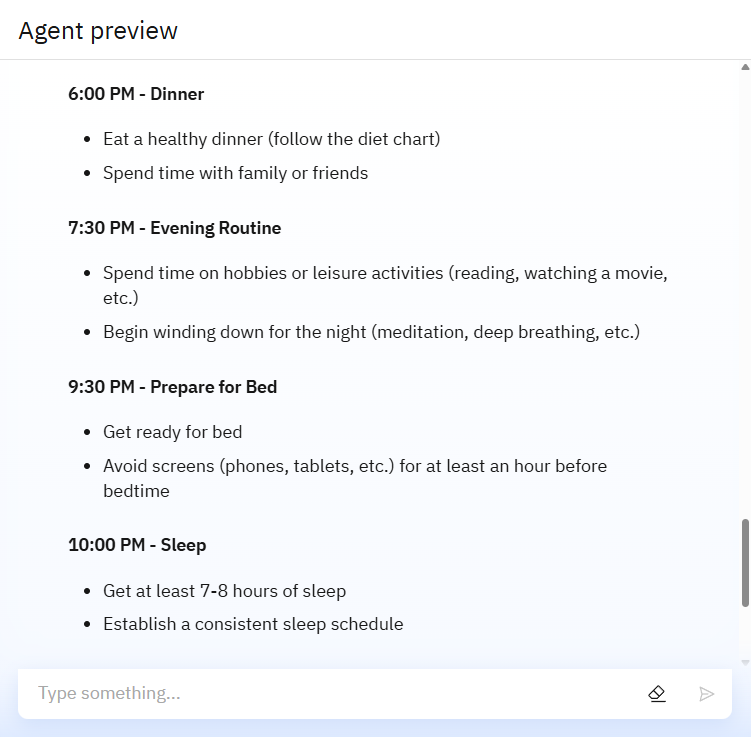 Agent preview
6:00 PM - Dinner
Eat a healthy dinner (follow the diet chart)
Spend time with family or friends
7:30 PM - Evening Routine
Spend time on hobbies or leisure activities (reading, watching a movie,
etc.)
Begin winding down for the night (meditation, deep breathing, etc.)
9:30 PM - Prepare for Bed
Get ready for bed
Avoid screens (phones, tablets, etc.) for at least an hour before
bedtime
10:00 PM - Sleep
Get at least 7-8 hours of sleep
Establish a consistent sleep schedule
Type something...